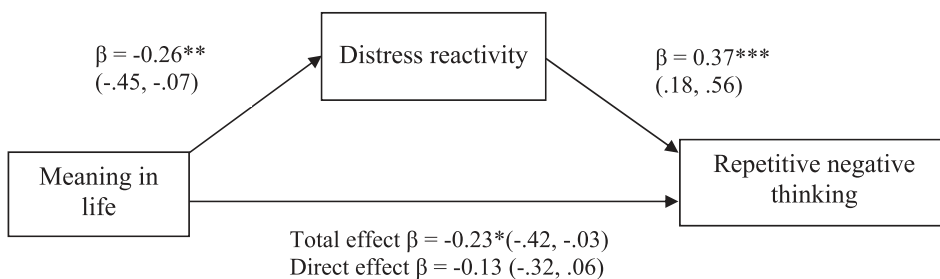 β = -0.26**
(-.45, -.07)
Distress reactivity
β = 0.37***
(.18, .56)
Meaning in
life
Repetitive negative
thinking
Total effect β = -0.23*(-.42, -.03)
Direct effect β = -0.13 (-.32, .06)